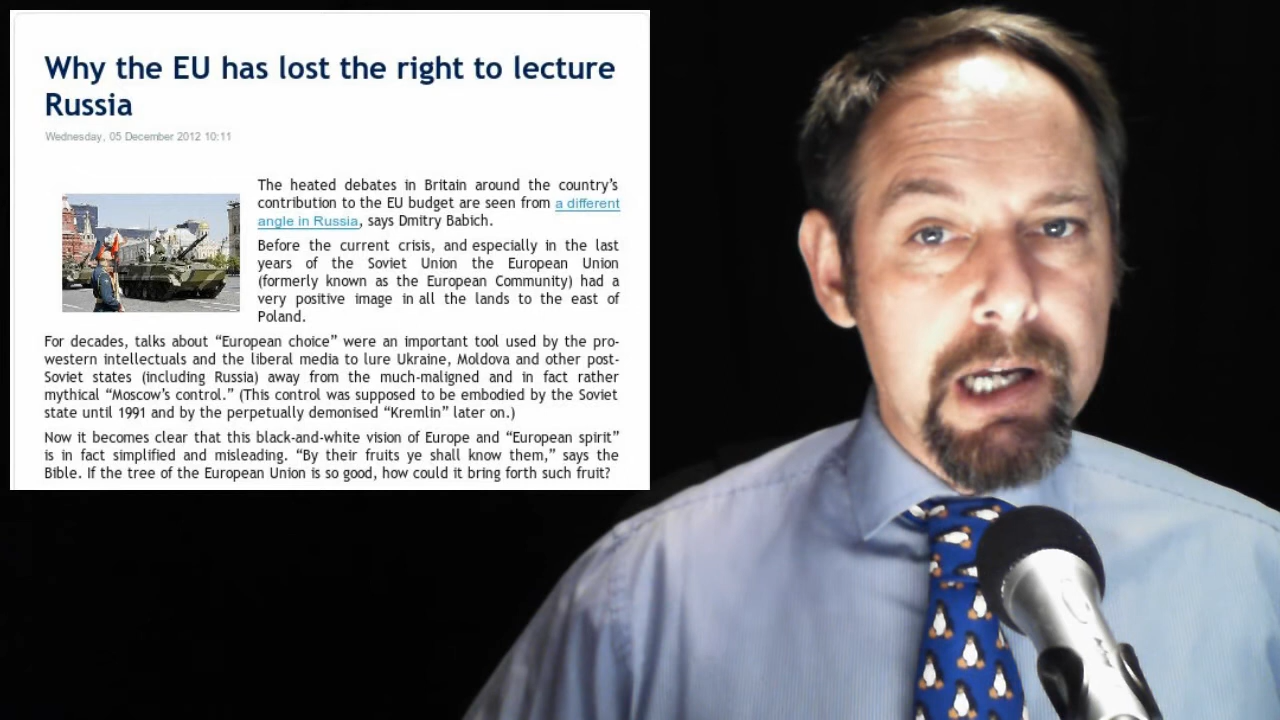 Why the EU has lost the right to lecture
Russia
Wednesday, 05 December 2012 10:11
The heated debates in Britain around the country’s
contribution to the EU budget are seen from a different
angle in Russia, says Dmitry Babich.
Before the current crisis, and especially in the last
years of the Soviet Union the European Union
(formerly known as the European Community) had a
very positive image in all the lands to the east of
Poland.
For decades, talks about “European choice” were an important tool used by the pro-
western intellectuals and the liberal media to lure Ukraine, Moldova and other post-
Soviet states (including Russia) away from the much-maligned and in fact rather
mythical “Moscow’s control.” (This control was supposed to be embodied by the Soviet
state until 1991 and by the perpetually demonised “Kremlin” later on.)
Now it becomes clear that this black-and-white vision of Europe and “European spirit”
is in fact simplified and misleading. “By their fruits ye shall know them,” says the
Bible. If the tree of the European Union is so good, how could it bring forth such fruit?